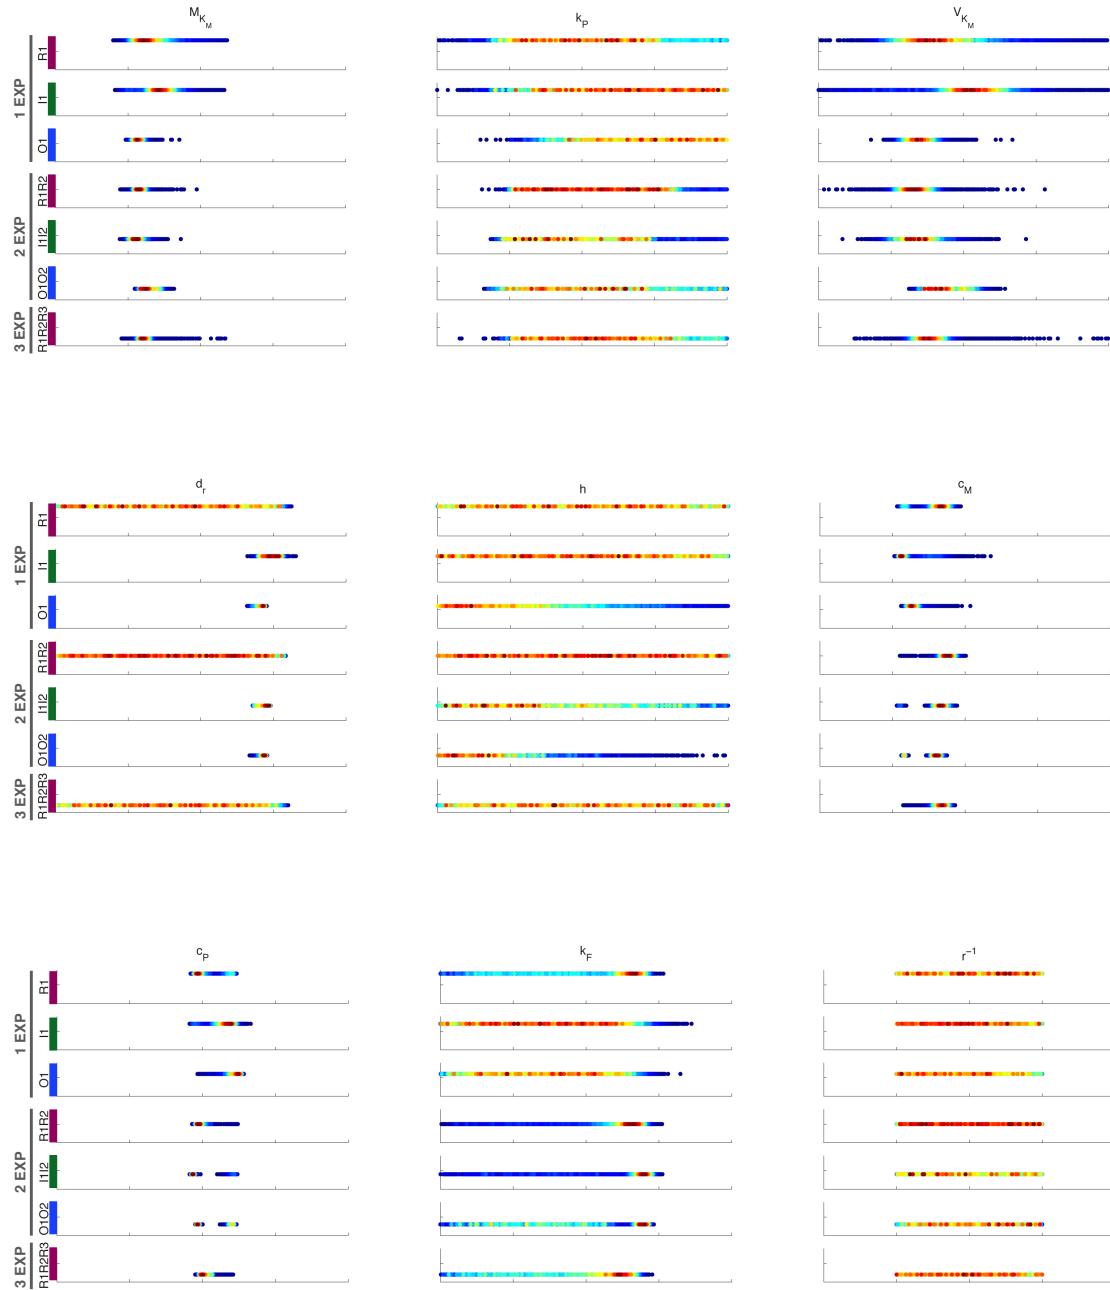 M_{K_M}
k_P
V_{K_M}
1 EXP
R1
I1
O1
2 EXP
R1R2
I1I2
O1O2
3 EXP
R1R2R3
d_r
h
c_M
1 EXP
R1
I1
O1
2 EXP
R1R2
I1I2
O1O2
3 EXP
R1R2R3
c_P
k_F
r^{-1}
1 EXP
R1
I1
O1
2 EXP
R1R2
I1I2
O1O2
3 EXP
R1R2R3